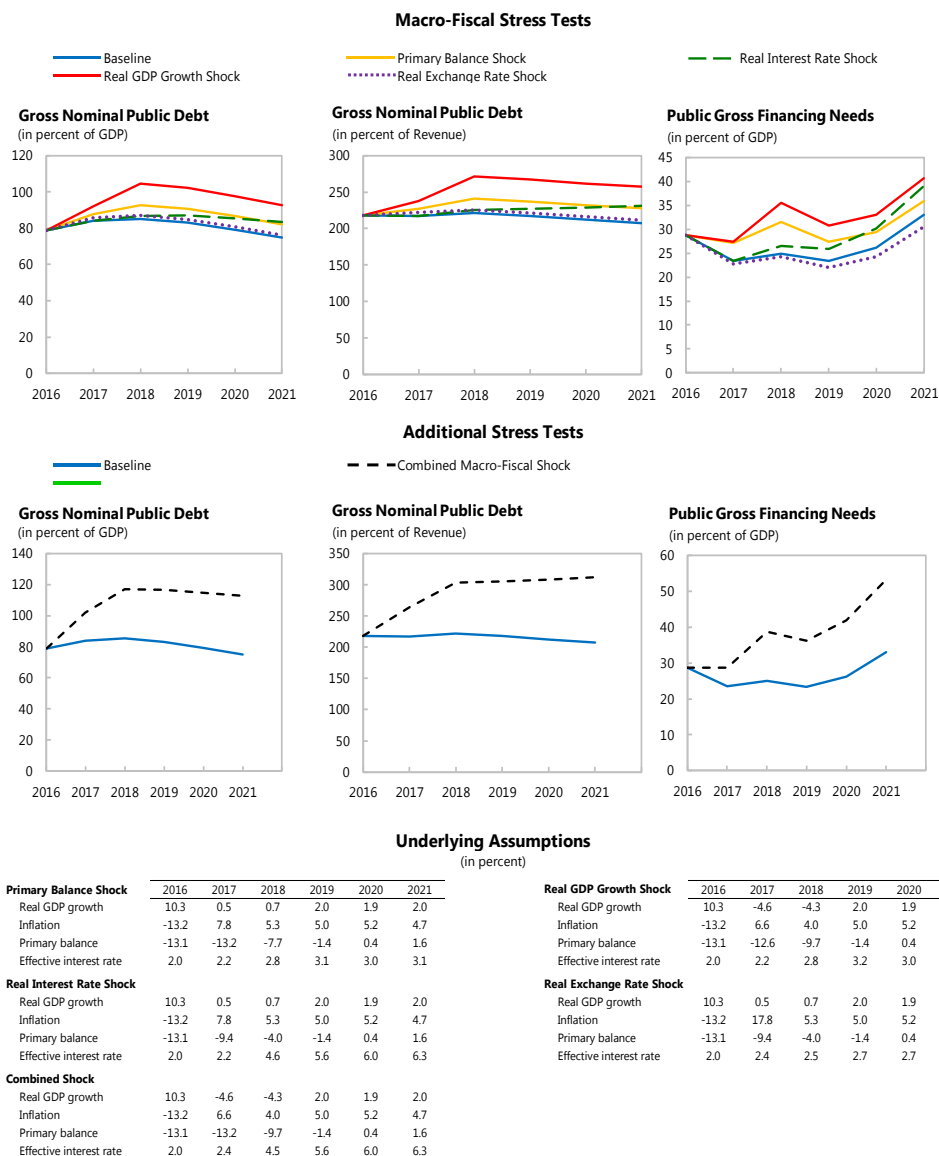 Macro-Fiscal Stress Tests
Baseline
Primary Balance Shock
Real Interest Rate Shock
Real GDP Growth Shock
Real Exchange Rate Shock
Gross Nominal Public Debt
(in percent of GDP)
120
100
80
60
40
20
0
2016 2017 2018 2019 2020 2021
Gross Nominal Public Debt
(in percent of Revenue)
300
250
200
150
100
50
0
2016 2017 2018 2019 2020 2021
Public Gross Financing Needs
(in percent of GDP)
45
40
35
30
25
20
15
10
5
0
2016 2017 2018 2019 2020 2021
Additional Stress Tests
Baseline
Combined Macro-Fiscal Shock
Gross Nominal Public Debt
(in percent of GDP)
140
120
100
80
60
40
20
0
2016 2017 2018 2019 2020 2021
Gross Nominal Public Debt
(in percent of Revenue)
350
300
250
200
150
100
50
0
2016 2017 2018 2019 2020 2021
Public Gross Financing Needs
(in percent of GDP)
60
50
40
30
20
10
0
2016 2017 2018 2019 2020 2021
Underlying Assumptions
(in percent)
Primary Balance Shock 2016 2017 2018 2019 2020 2021
Real GDP growth 10.3 0.5 0.7 2.0 1.9 2.0
Inflation -13.2 7.8 5.3 5.0 5.2 4.7
Primary balance -13.1 -13.2 -7.7 -1.4 0.4 1.6
Effective interest rate 2.0 2.2 2.8 3.1 3.0 3.1
Real Interest Rate Shock
Real GDP growth 10.3 0.5 0.7 2.0 1.9 2.0
Inflation -13.2 7.8 5.3 5.0 5.2 4.7
Primary balance -13.1 -9.4 -4.0 -1.4 0.4 1.6
Effective interest rate 2.0 2.2 4.6 5.6 6.0 6.3
Combined Shock
Real GDP growth 10.3 -4.6 -4.3 2.0 1.9 2.0
Inflation -13.2 6.6 4.0 5.0 5.2 4.7
Primary balance -13.1 -13.2 -9.7 -1.4 0.4 1.6
Effective interest rate 2.0 2.4 4.5 5.6 6.0 6.3
Real GDP Growth Shock 2016 2017 2018 2019 2020
Real GDP growth 10.3 -4.6 -4.3 2.0 1.9
Inflation -13.2 6.6 4.0 5.0 5.2
Primary balance -13.1 -12.6 -9.7 -1.4 0.4
Effective interest rate 2.0 2.2 2.8 3.2 3.0
Real Exchange Rate Shock
Real GDP growth 10.3 0.5 0.7 2.0 1.9
Inflation -13.2 17.8 5.3 5.0 5.2
Primary balance -13.1 -9.4 -4.0 -1.4 0.4
Effective interest rate 2.0 2.4 2.5 2.7 2.7